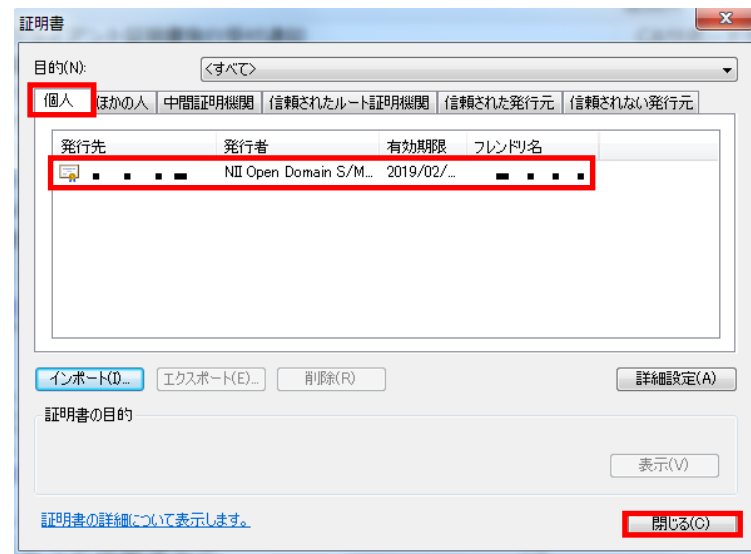 証明書
目的(N): <すべて>
個人 ほかの人 中間証明機関 信頼されたルート証明機関 信頼された発行元 信頼されない発行元
発行先 発行者 有効期限 フレンドリ名
NII Open Domain S/M... 2019/02/...
インポート(I)... エクスポート(E)... 削除(R) 詳細設定(A)
証明書の目的
表示(V)
証明書の詳細について表示します。
閉じる(C)